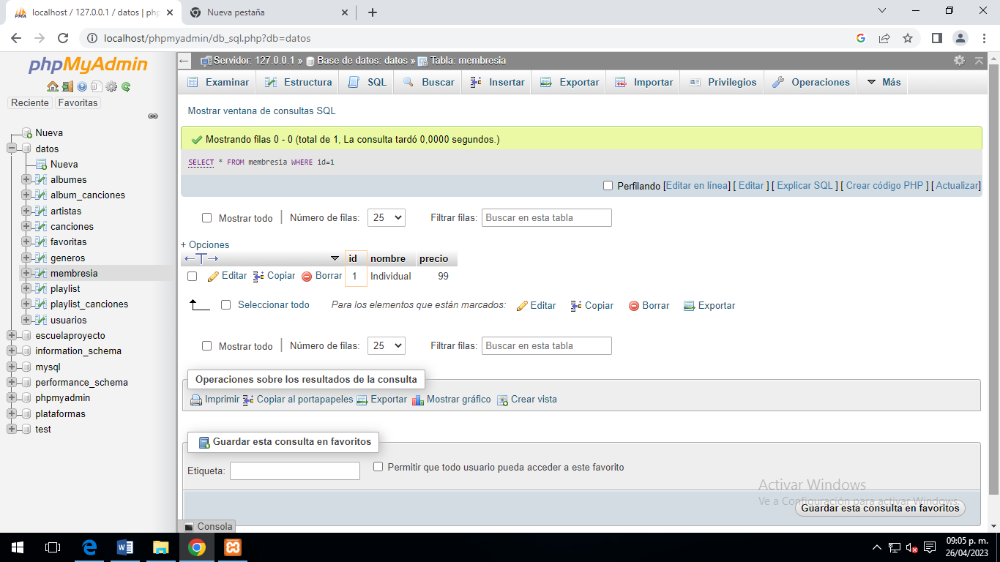 localhost / 127.0.0.1 / datos | php
Nueva pestaña
localhost/phpmyadmin/db_sql.php?db=datos
phpMyAdmin
Reciente Favoritas
Nueva
datos
Nueva
albumes
album_canciones
artistas
canciones
favoritas
generos
membresia
playlist
playlist_canciones
usuarios
escuelaproyecto
information_schema
mysql
performance_schema
phpmyadmin
plataformas
test
Servidor: 127.0.0.1 » Base de datos: datos » Tabla: membresia
Examinar Estructura SQL Buscar Insertar Exportar Importar Privilegios Operaciones Más
Mostrar ventana de consultas SQL
Mostrando filas 0 - 0 (total de 1, La consulta tardó 0,0000 segundos.)
SELECT * FROM membresia WHERE id=1
Perfilando [Editar en línea] [ Editar ] [ Explicar SQL ] [ Crear código PHP ] [ Actualizar]
Mostrar todo | Número de filas: 25 Filtrar filas: Buscar en esta tabla
+ Opciones
←T→ id nombre precio
Editar Copiar Borrar 1 Individual 99
Seleccionar todo Para los elementos que están marcados: Editar Copiar Borrar Exportar
Mostrar todo | Número de filas: 25 Filtrar filas: Buscar en esta tabla
Operaciones sobre los resultados de la consulta
Imprimir Copiar al portapapeles Exportar Mostrar gráfico Crear vista
Guardar esta consulta en favoritos
Etiqueta: Permitir que todo usuario pueda acceder a este favorito
Activar Windows
Ve a Configuración para activar Windows.
Guardar esta consulta en favoritos
Consola
09:05 p. m.
26/04/2023